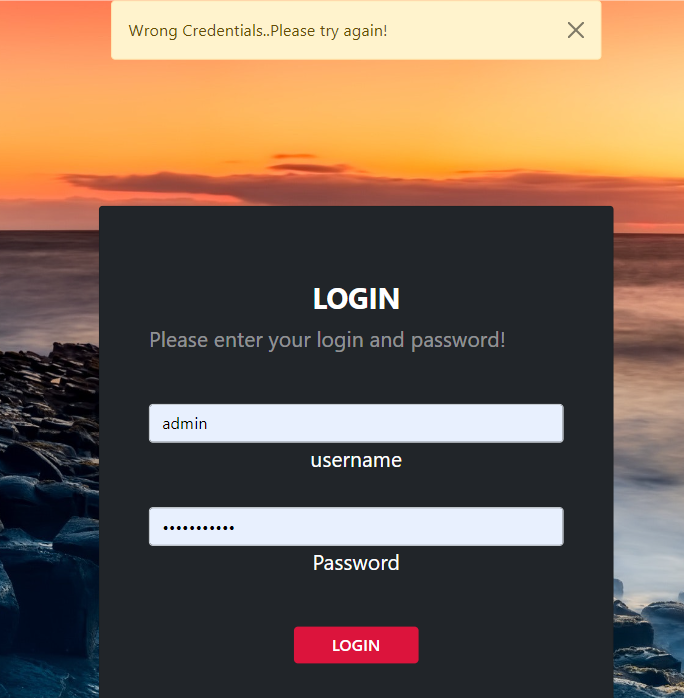 Wrong Credentials..Please try again!
LOGIN
Please enter your login and password!
admin
username
•••••••••••
Password
LOGIN